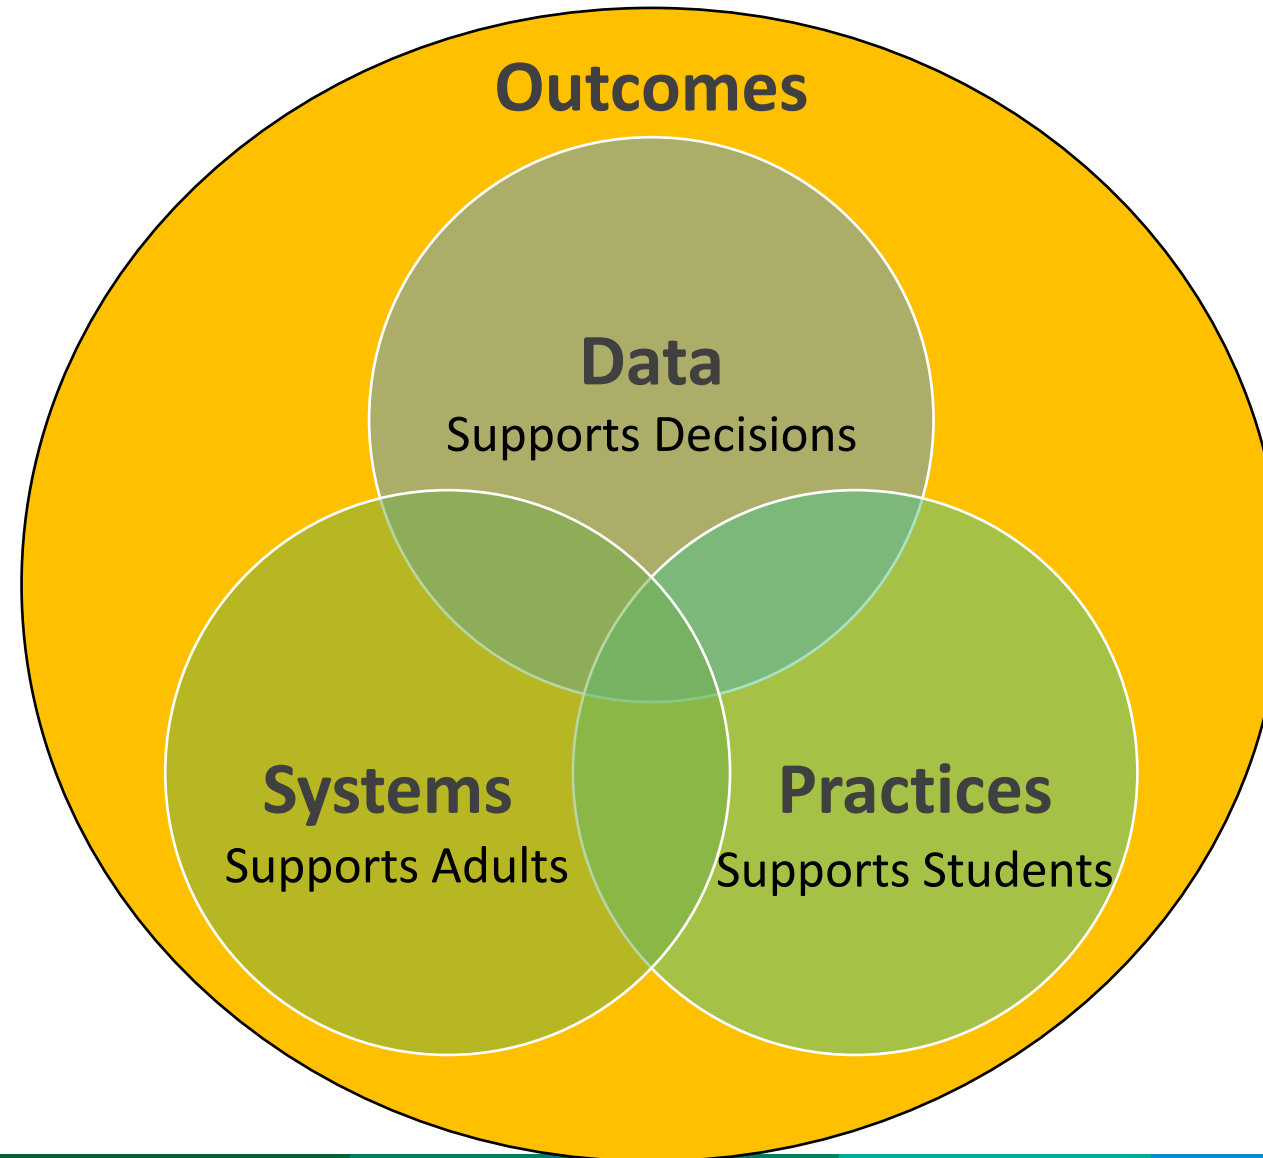 Outcomes
Data
Supports Decisions
Systems
Supports Adults
Practices
Supports Students